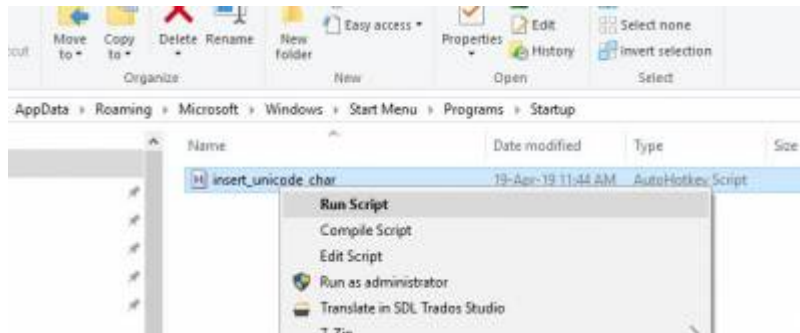 Move to
Copy to
Delete
Rename
New folder
Easy access
Properties
Edit
History
Select none
Invert selection
Organize
New
Open
Select
AppData
Roaming
Microsoft
Windows
Start Menu
Programs
Startup
Name
Date modified
Type
Size
insert_unicode_char
19-Apr-19 11:44 AM
AutoHotkey Script
Run Script
Compile Script
Edit Script
Run as administrator
Translate in SDL Trados Studio
7-Zip